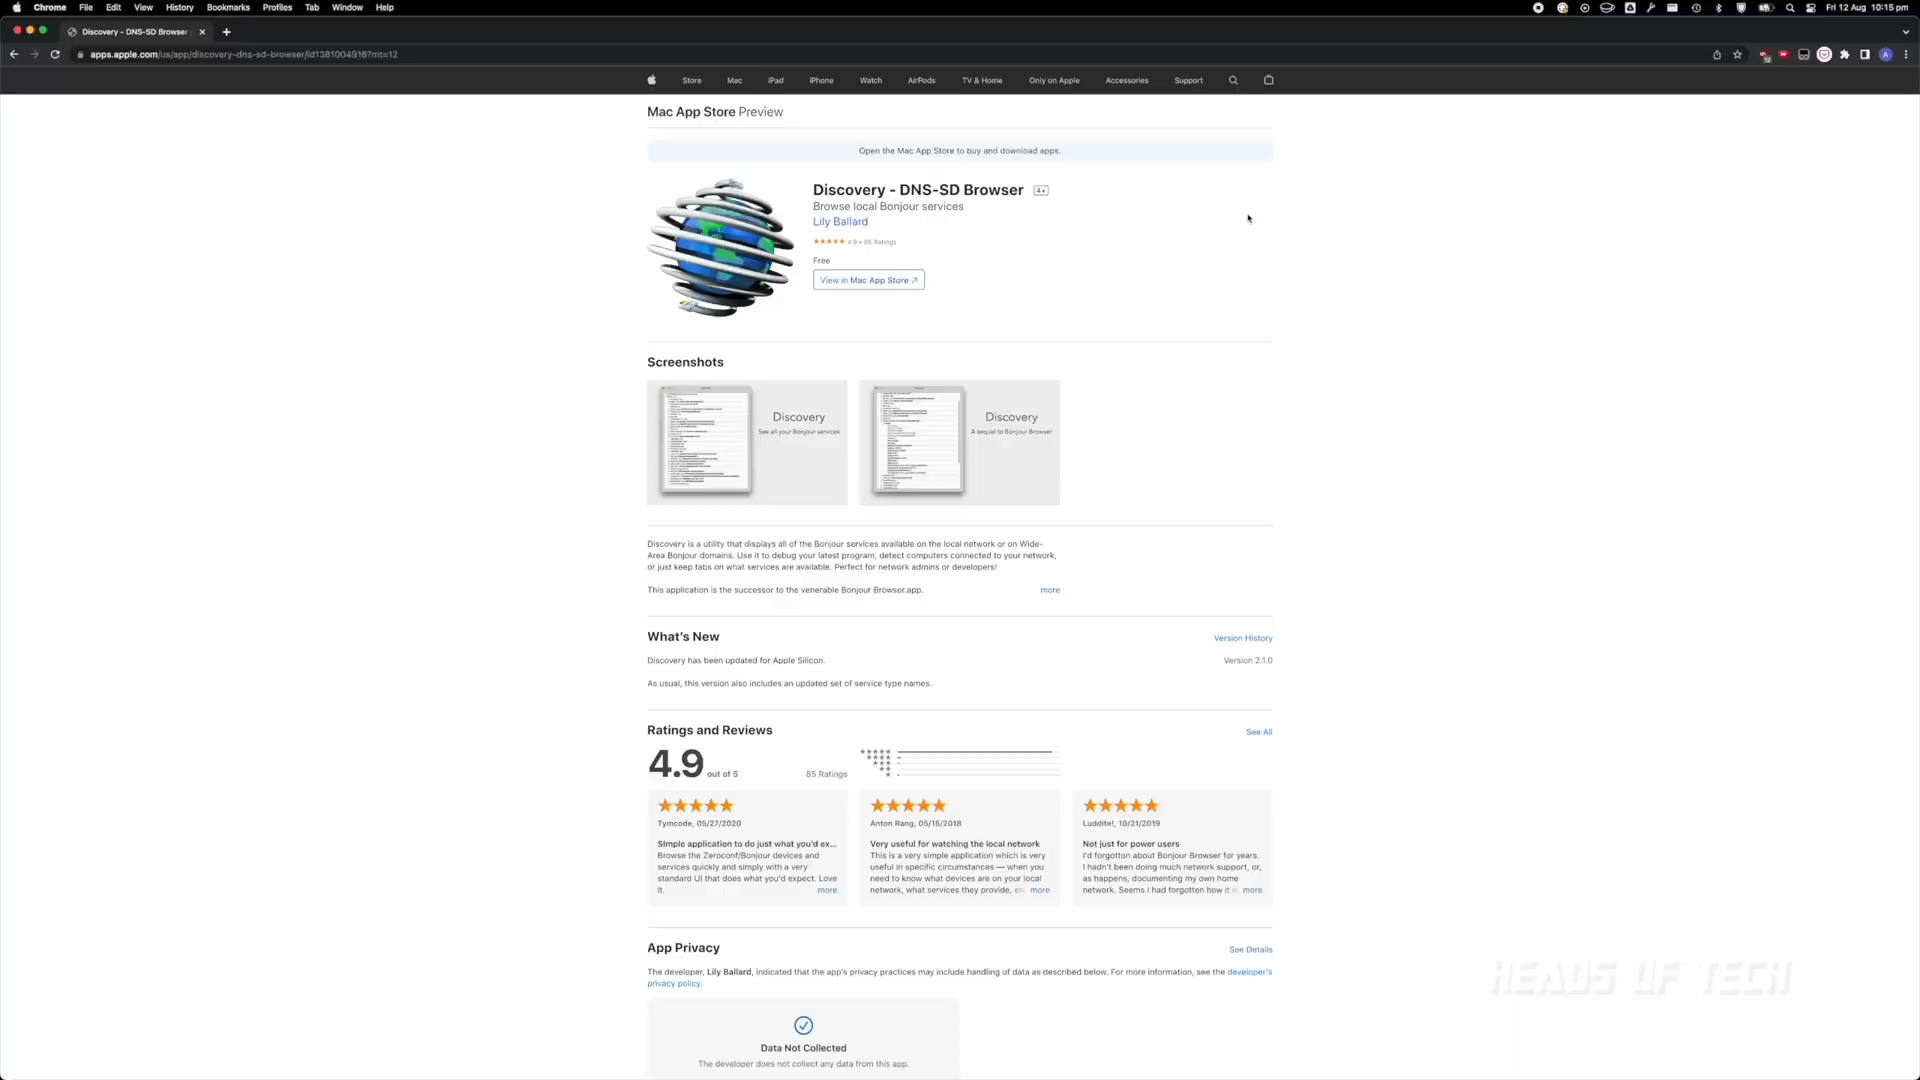 Chrome File Edit View History Bookmarks Profiles Tab Window Help
Fri 12 Aug 10:15 pm
Discovery - DNS-SD Browser
apps.apple.com/us/app/discovery-dns-sd-browser/id1381004916?mt=12
Store Mac iPad iPhone Watch AirPods TV & Home Only on Apple Accessories Support
Mac App Store Preview
Open the Mac App Store to buy and download apps.
Discovery - DNS-SD Browser 4+
Browse local Bonjour services
Lily Ballard
★★★★★ 4.9 • 85 Ratings
Free
View in Mac App Store ↗
Screenshots
Discovery
See all your Bonjour services
Discovery
A sequel to Bonjour Browser
Discovery is a utility that displays all of the Bonjour services available on the local network or on Wide-
Area Bonjour domains. Use it to debug your latest program, detect computers connected to your network,
or just keep tabs on what services are available. Perfect for network admins or developers!
This application is the successor to the venerable Bonjour Browser.app. more
What's New Version History
Discovery has been updated for Apple Silicon. Version 2.1.0
As usual, this version also includes an updated set of service type names.
Ratings and Reviews See All
4.9 out of 5 85 Ratings
Tymcode, 05/27/2020
Simple application to do just what you'd ex...
Browse the Zeroconf/Bonjour devices and
services quickly and simply with a very
standard UI that does what you'd expect. Love
it. more
Anton Rang, 05/15/2018
Very useful for watching the local network
This is a very simple application which is very
useful in specific circumstances — when you
need to know what devices are on your local
network, what services they provide, etc more
Luddite!, 10/21/2019
Not just for power users
I'd forgotten about Bonjour Browser for years.
I hadn't been doing much network support, or,
as happens, documenting my own home
network. Seems I had forgotten how it more
App Privacy See Details
The developer, Lily Ballard, indicated that the app's privacy practices may include handling of data as described below. For more information, see the developer's
privacy policy.
Data Not Collected
The developer does not collect any data from this app.
HEADS OF TECH